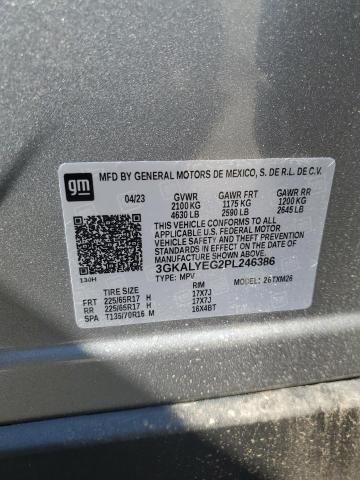 gm
MFD BY GENERAL MOTORS DE MEXICO, S. DE R.L. DE C.V.
04/23 GVWR GAWR FRT GAWR RR
2100 KG 1175 KG 1200 KG
4630 LB 2590 LB 2645 LB
THIS VEHICLE CONFORMS TO ALL
APPLICABLE U.S. FEDERAL MOTOR
VEHICLE SAFETY AND THEFT
PREVENTION STANDARDS IN EFFECT
ON THE DATE OF MANUFACTURE
SHOWN ABOVE.
3GKALYEG2PL246386
TYPE: MPV MODEL: 26TXM26
130H
TIRE SIZE RIM
FRT 225/65R17 H 17X7J
RR 225/65R17 H 17X7J
SPA T135/70R16 M 16X4BT